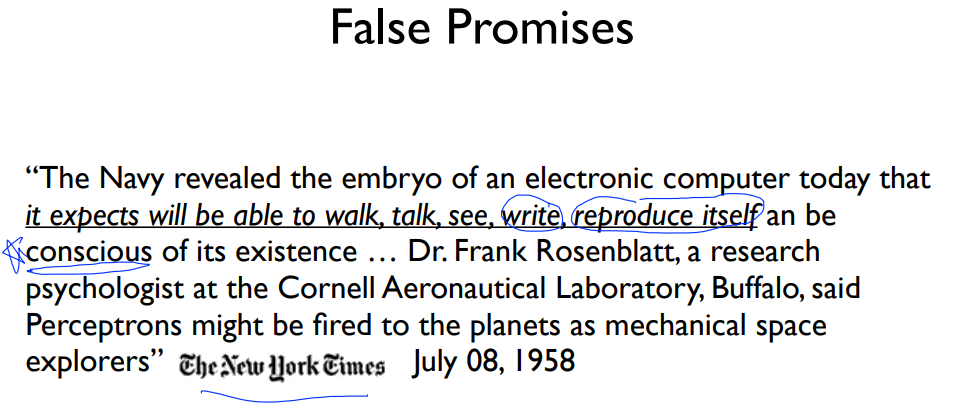 False Promises
“The Navy revealed the embryo of an electronic computer today that
it expects will be able to walk, talk, see, write, reproduce itself an be
conscious of its existence … Dr. Frank Rosenblatt, a research
psychologist at the Cornell Aeronautical Laboratory, Buffalo, said
Perceptrons might be fired to the planets as mechanical space
explorers” The New York Times July 08, 1958